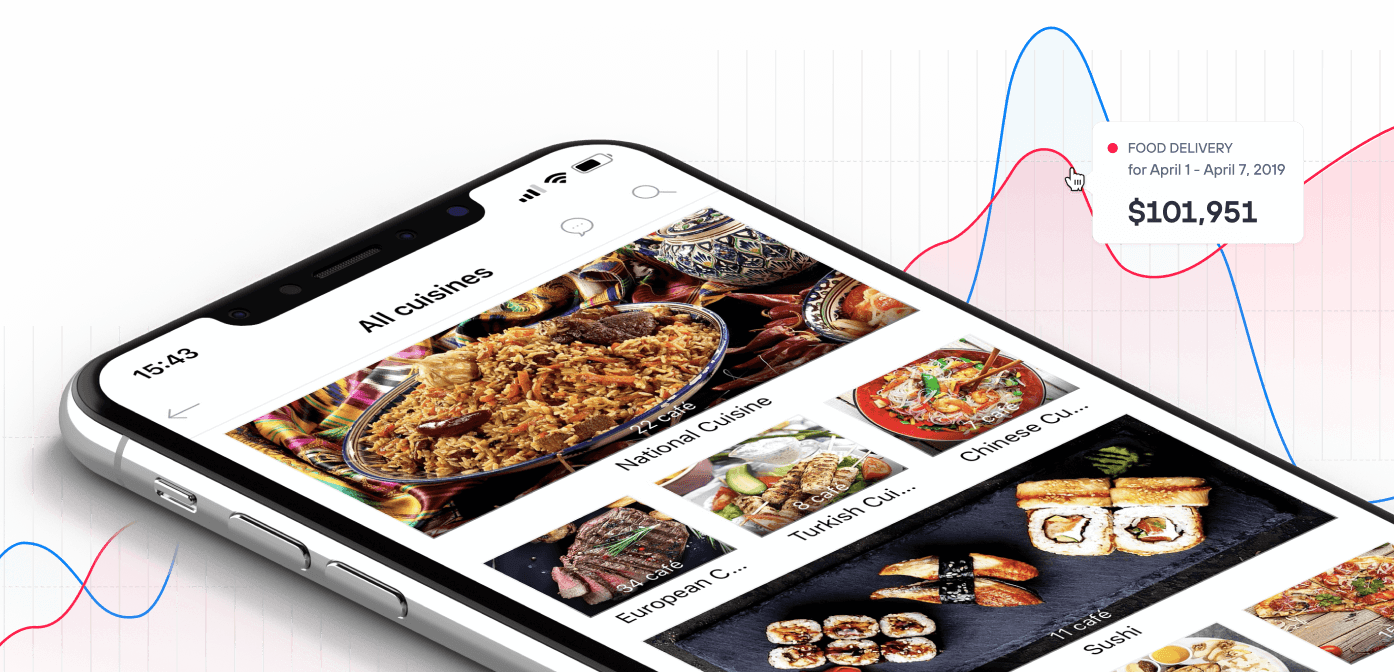 15:43
All cuisines
22 café
National Cuisine
7 café
Chinese Cu...
8 café
Turkish Cui...
34 café
European C...
11 café
Sushi
FOOD DELIVERY
for April 1 - April 7, 2019
$101,951